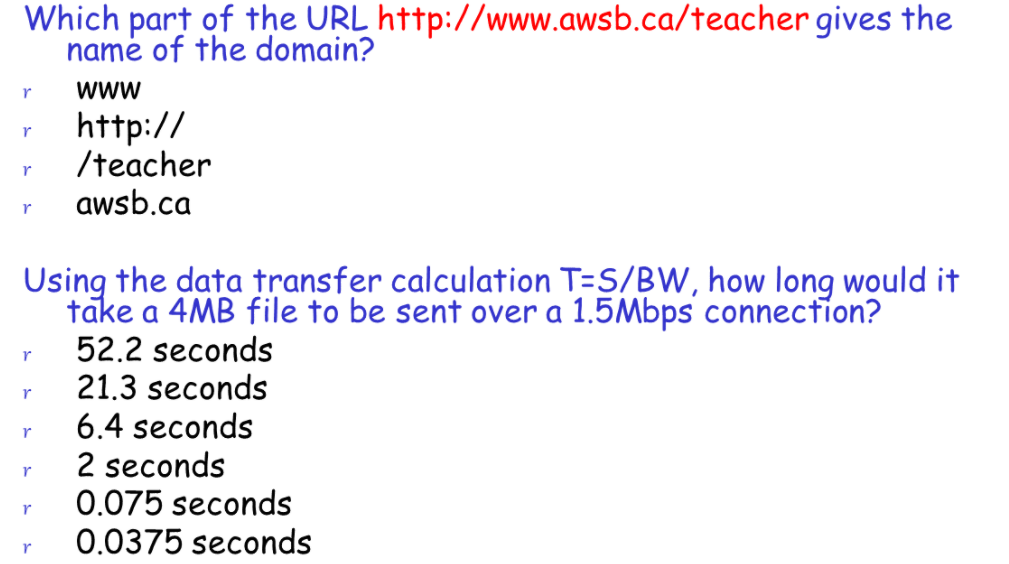 Which part of the URL http://www.awsb.ca/teacher gives the
name of the domain?
r www
r http://
r /teacher
r awsb.ca
Using the data transfer calculation T=S/BW, how long would it
take a 4MB file to be sent over a 1.5Mbps connection?
r 52.2 seconds
r 21.3 seconds
r 6.4 seconds
r 2 seconds
r 0.075 seconds
r 0.0375 seconds